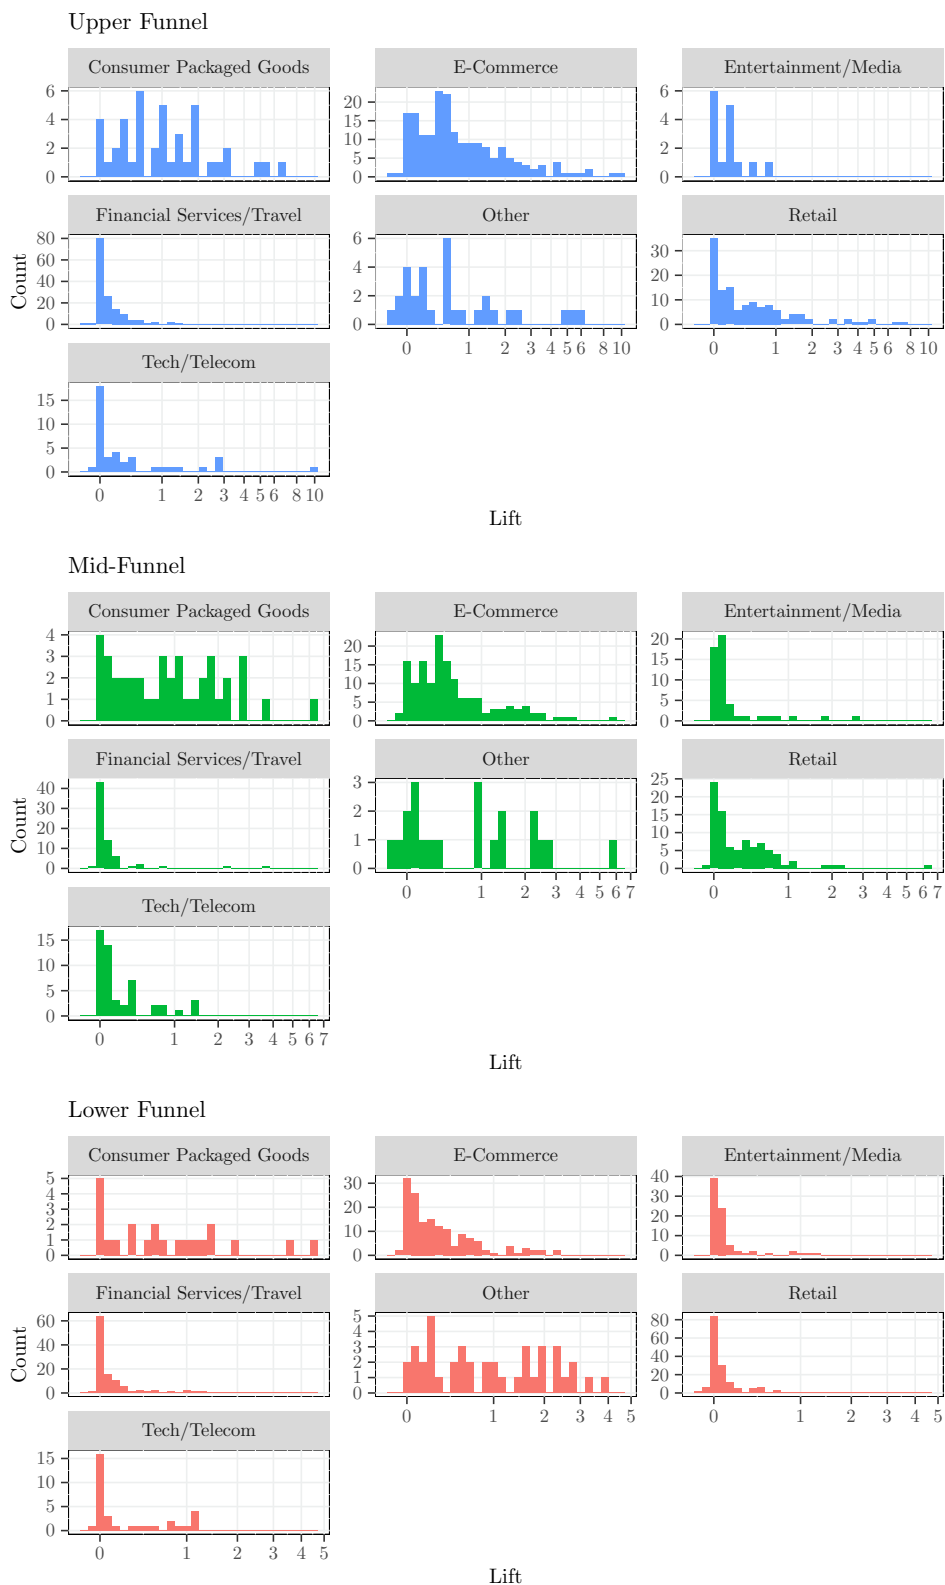 Upper Funnel
Consumer Packaged Goods E-Commerce Entertainment/Media
6 4 2 0
20 15 10 5 0
6 4 2 0
Financial Services/Travel Other Retail
80 60 40 20 0
6 4 2 0
30 20 10 0
0 1 2 3 4 5 6 8 10
0 1 2 3 4 5 6 8 10
Tech/Telecom
15 10 5 0
0 1 2 3 4 5 6 8 10
Count
Lift
Mid-Funnel
Consumer Packaged Goods E-Commerce Entertainment/Media
4 3 2 1 0
20 15 10 5 0
20 15 10 5 0
Financial Services/Travel Other Retail
40 30 20 10 0
3 2 1 0
25 20 15 10 5 0
0 1 2 3 4 5 6 7
0 1 2 3 4 5 6 7
Tech/Telecom
15 10 5 0
0 1 2 3 4 5 6 7
Count
Lift
Lower Funnel
Consumer Packaged Goods E-Commerce Entertainment/Media
5 4 3 2 1 0
30 20 10 0
40 30 20 10 0
Financial Services/Travel Other Retail
60 40 20 0
5 4 3 2 1 0
80 60 40 20 0
0 1 2 3 4 5
0 1 2 3 4 5
Tech/Telecom
15 10 5 0
0 1 2 3 4 5
Count
Lift